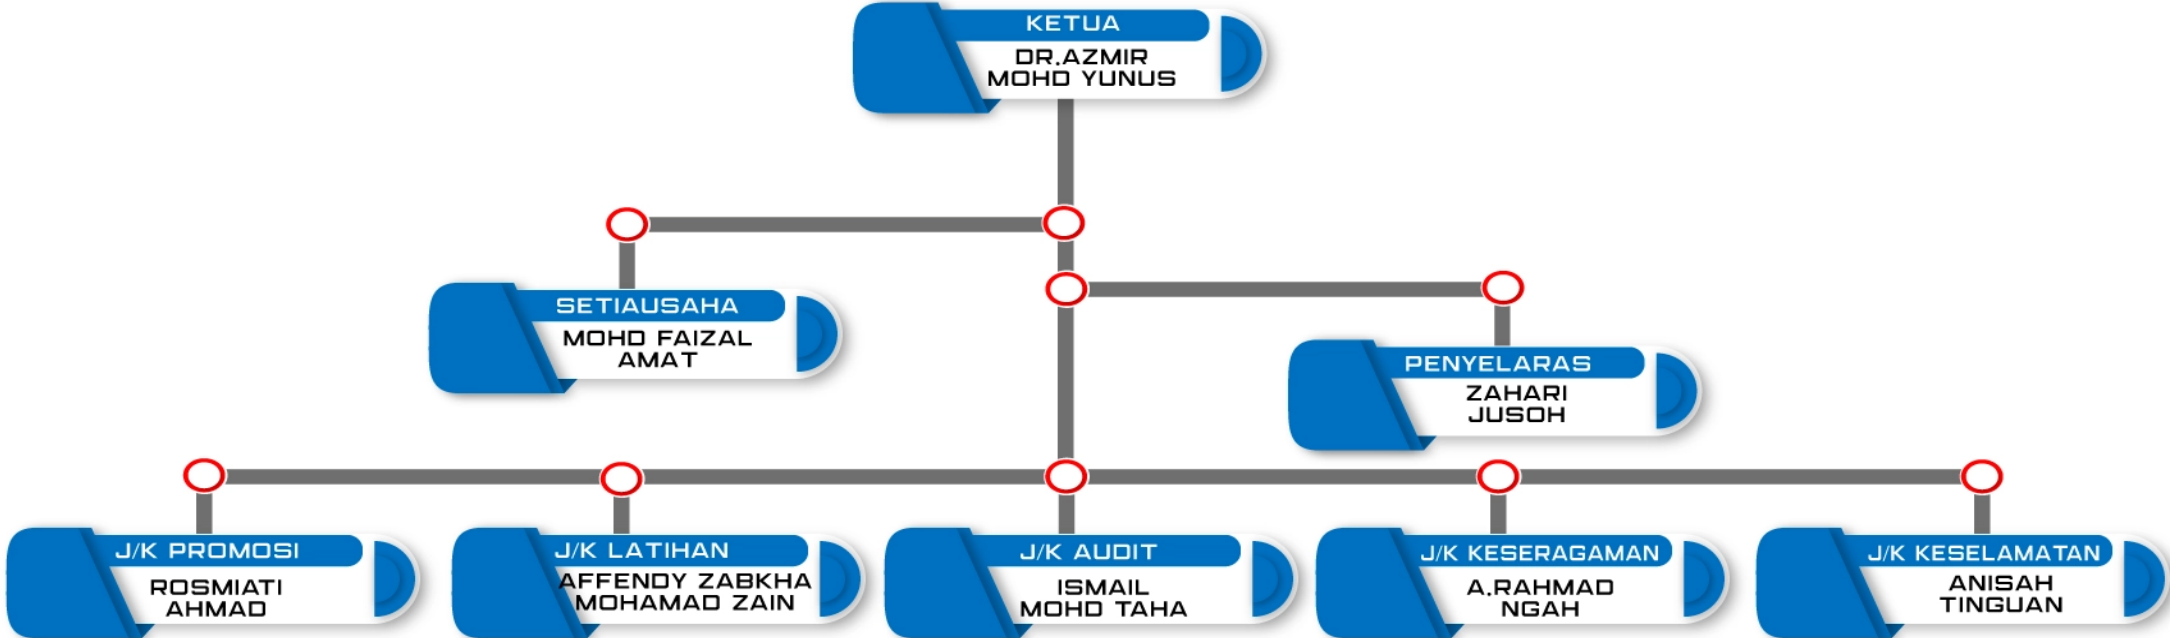 KETUA
DR.AZMIR
MOHD YUNUS
SETIAUSAHA
MOHD FAIZAL
AMAT
PENYELARAS
ZAHARI
JUSOH
J/K PROMOSI
ROSMIATI
AHMAD
J/K LATIHAN
AFFENDY ZABKHA
MOHAMAD ZAIN
J/K AUDIT
ISMAIL
MOHD TAHA
J/K KESERAGAMAN
A.RAHMAD
NGAH
J/K KESELAMATAN
ANISAH
TINGUAN